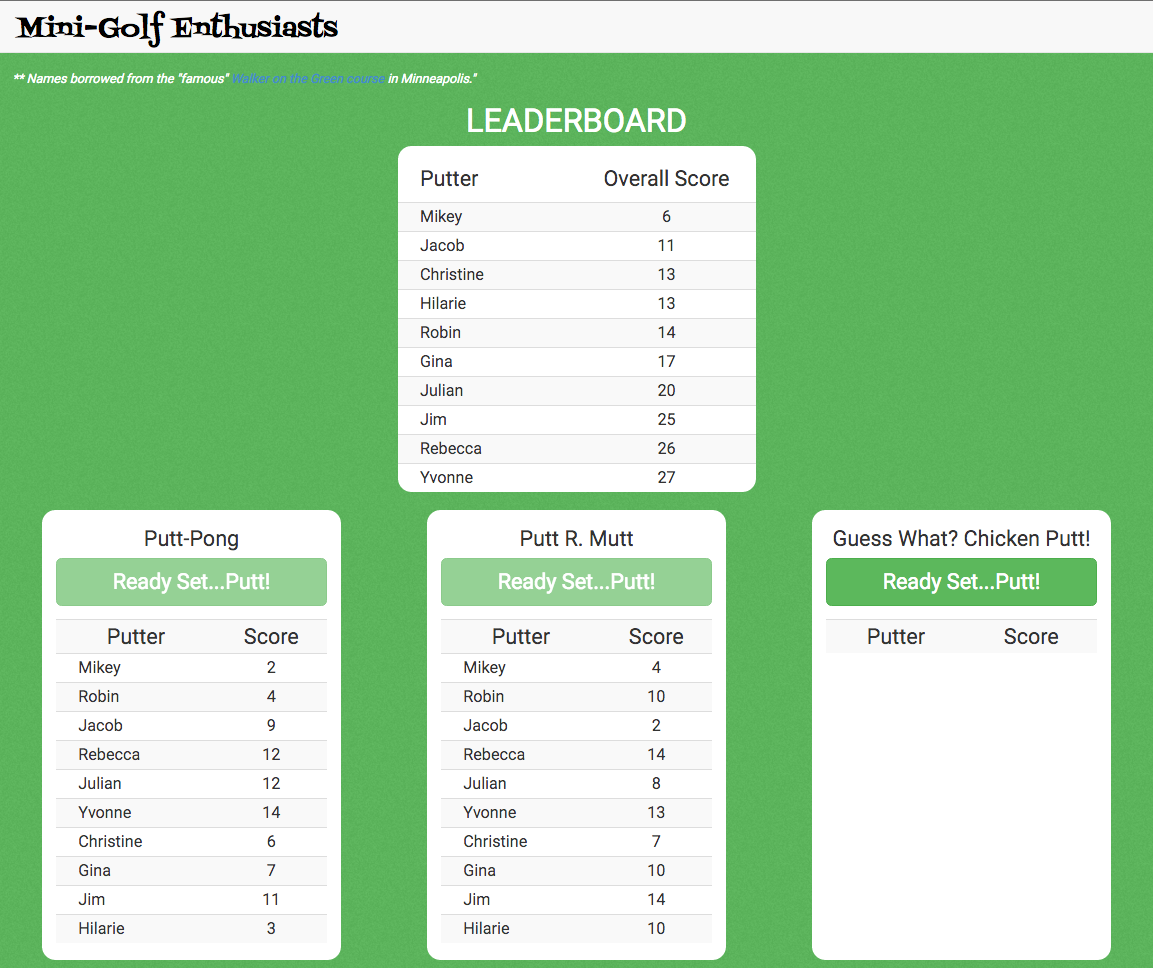 Mini-Golf Enthusiasts
** Names borrowed from the "famous" Walker on the Green course in Minneapolis."
LEADERBOARD
Putter Overall Score
Mikey 6
Jacob 11
Christine 13
Hilarie 13
Robin 14
Gina 17
Julian 20
Jim 25
Rebecca 26
Yvonne 27
Putt-Pong
Ready Set...Putt!
Putter Score
Mikey 2
Robin 4
Jacob 9
Rebecca 12
Julian 12
Yvonne 14
Christine 6
Gina 7
Jim 11
Hilarie 3
Putt R. Mutt
Ready Set...Putt!
Putter Score
Mikey 4
Robin 10
Jacob 2
Rebecca 14
Julian 8
Yvonne 13
Christine 7
Gina 10
Jim 14
Hilarie 10
Guess What? Chicken Putt!
Ready Set...Putt!
Putter Score